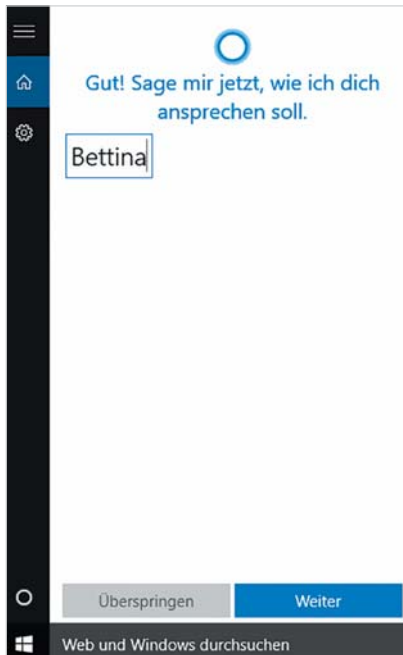 Gut! Sage mir jetzt, wie ich dich
ansprechen soll.
Bettina
Überspringen
Weiter
Web und Windows durchsuchen